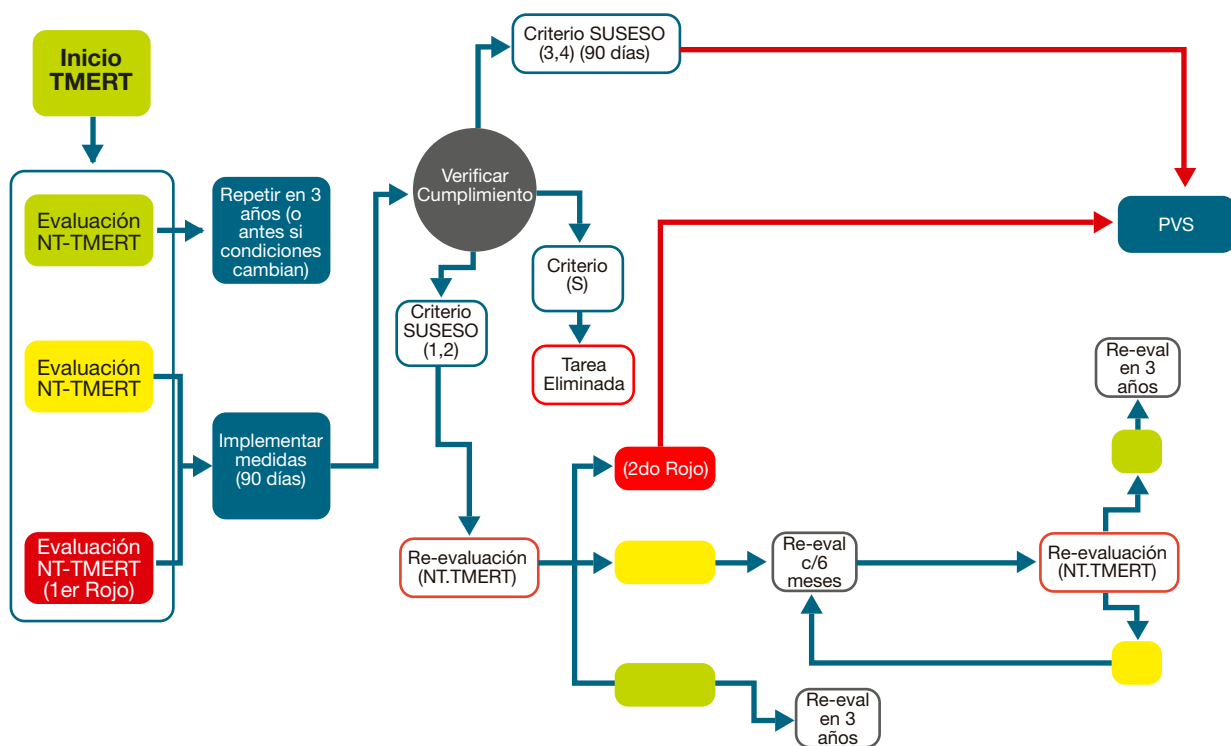 Inicio
TMERT
Evaluación
NT-TMERT
Repetir en 3
años (o
antes si
condiciones
cambian)
Evaluación
NT-TMERT
Evaluación
NT-TMERT
(1er Rojo)
Implementar
medidas
(90 días)
Verificar
Cumplimiento
Criterio SUSESO
(3,4) (90 días)
Criterio
(S)
Tarea
Eliminada
Criterio
SUSESO
(1,2)
Re-evaluación
(NT.TMERT)
(2do Rojo)
Re-eval
c/6
meses
Re-eval
en 3
años
Re-evaluación
(NT.TMERT)
Re-eval
en 3
años
PVS